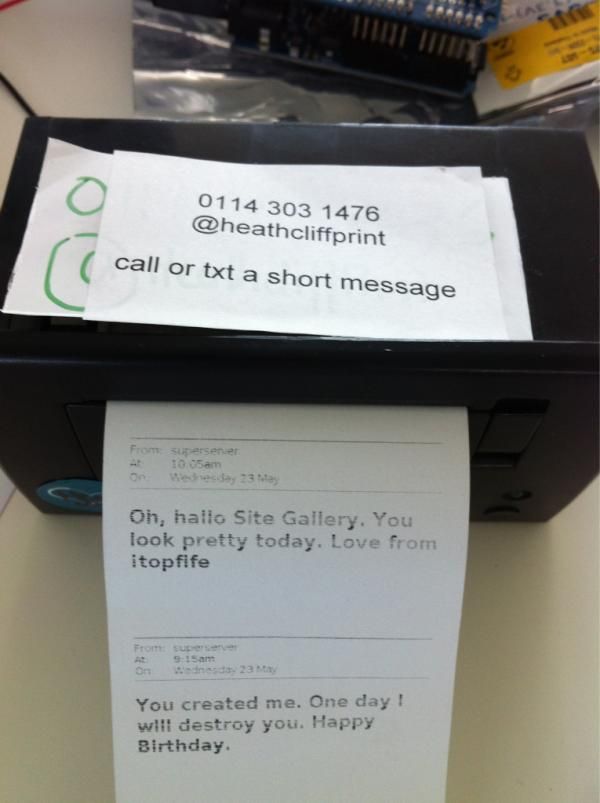 0114 303 1476
@heathcliffprint
call or txt a short message
From: superserver
At: 10:05am
On: Wednesday 23 May
Oh, hallo Site Gallery. You
look pretty today. Love from
itopfife
From: superserver
At: 9:15am
On: Wednesday 23 May
You created me. One day I
will destroy you. Happy
Birthday.